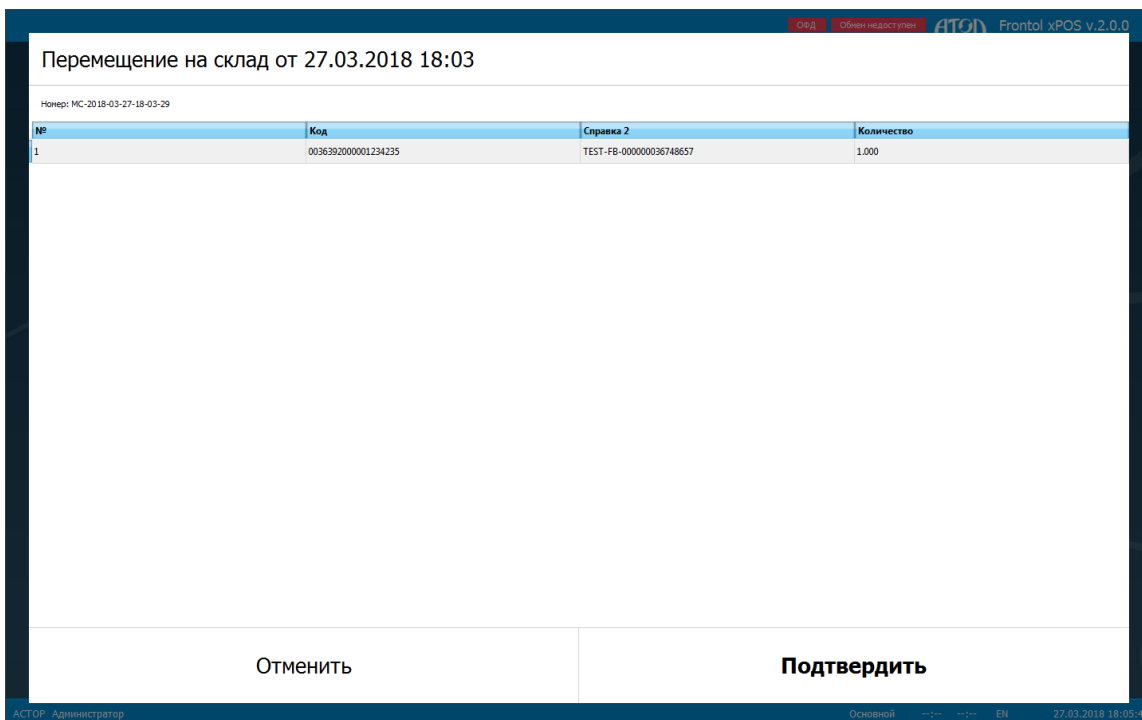 ОФД Обмен недоступен АТОЛ Frontol xPOS v.2.0.0
Перемещение на склад от 27.03.2018 18:03
Номер: МС-2018-03-27-18-03-29
№ Код Справка 2 Количество
1 0036392000001234235 TEST-FB-000000036748657 1.000
Отменить Подтвердить
АСТОР Администратор Основной --:-- --:-- EN 27.03.2018 18:05:4